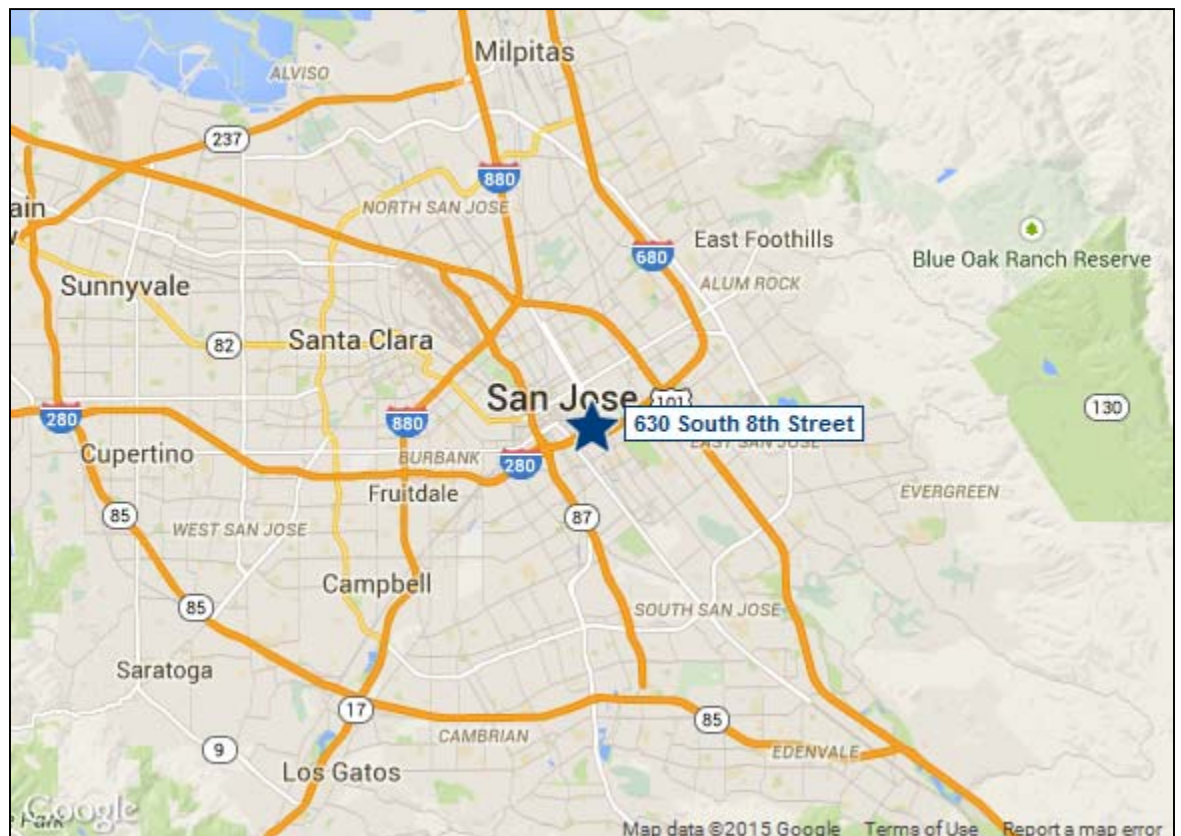 Milpitas
ALVISO
237
880
NORTH SAN JOSE
ain
East Foothills
680
Blue Oak Ranch Reserve
ALUM ROCK
Sunnyvale
82
Santa Clara
San Jose
101
130
280
880
630 South 8th Street
EAST SAN JOSE
Cupertino
BURBANK
280
Fruitdale
EVERGREEN
85
87
WEST SAN JOSE
Campbell
85
SOUTH SAN JOSE
Saratoga
17
85
9
CAMBRIAN
EDENVALE
Los Gatos
Google
Park
Map data ©2015 Google Terms of Use Report a map error